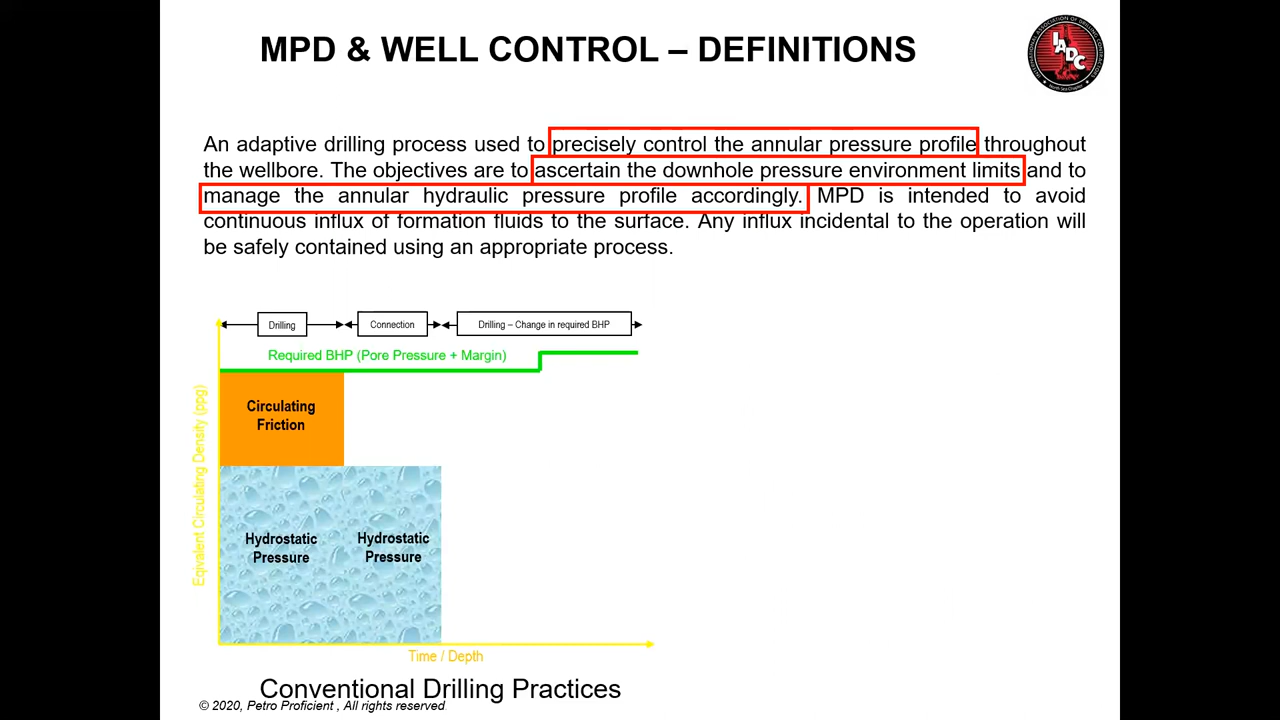 MPD & WELL CONTROL – DEFINITIONS
IADC
An adaptive drilling process used to precisely control the annular pressure profile throughout
the wellbore. The objectives are to ascertain the downhole pressure environment limits and to
manage the annular hydraulic pressure profile accordingly. MPD is intended to avoid
continuous influx of formation fluids to the surface. Any influx incidental to the operation will
be safely contained using an appropriate process.
Drilling
Connection
Drilling – Change in required BHP
Required BHP (Pore Pressure + Margin)
Eqivalent Circulating Density (ppg)
Circulating
Friction
Hydrostatic
Pressure
Hydrostatic
Pressure
Time / Depth
Conventional Drilling Practices
© 2020, Petro Proficient , All rights reserved